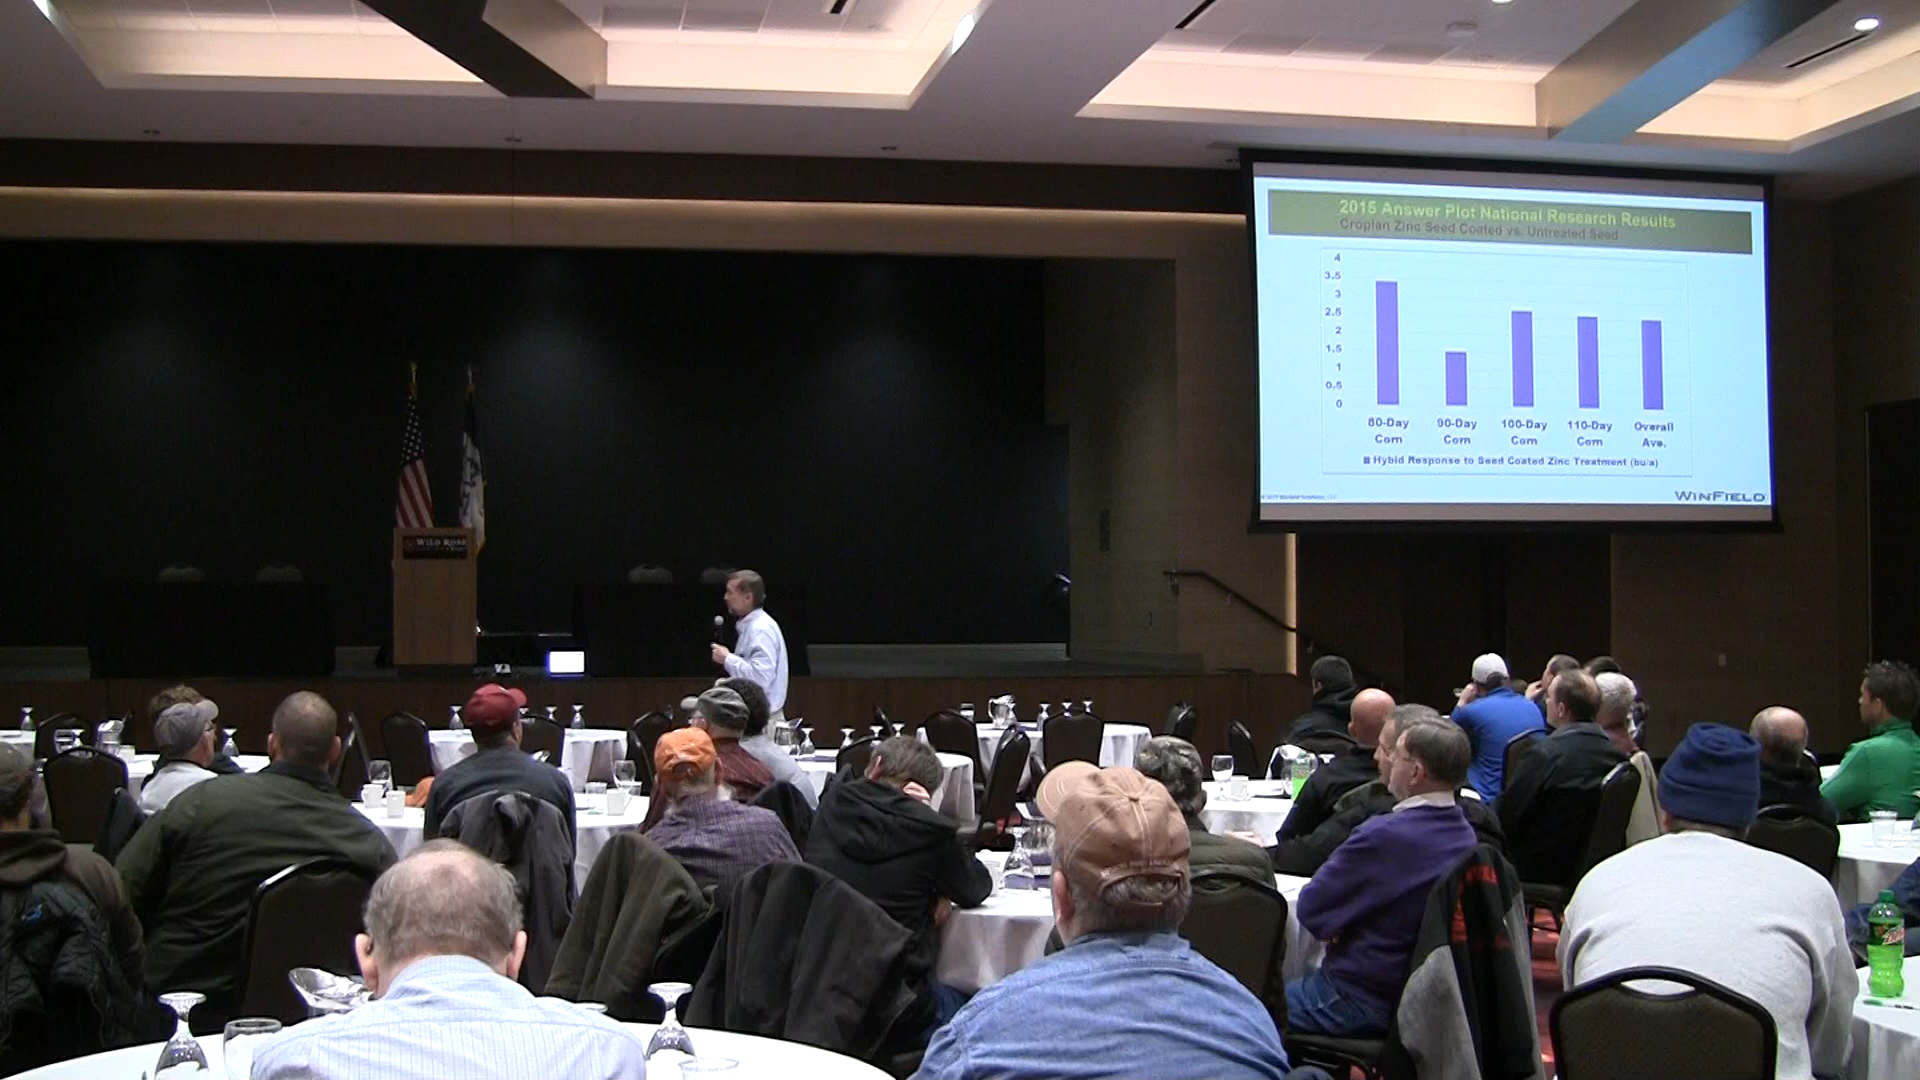 2015 Answer Plot National Research Results
Croplan Zinc Seed Coated vs. Untreated Seed
4
3.5
3
2.5
2
1.5
1
0.5
0
80-Day Corn
90-Day Corn
100-Day Corn
110-Day Corn
Overall Ave.
Hybid Response to Seed Coated Zinc Treatment (bu/a)
WINFIELD
WILD ROSE